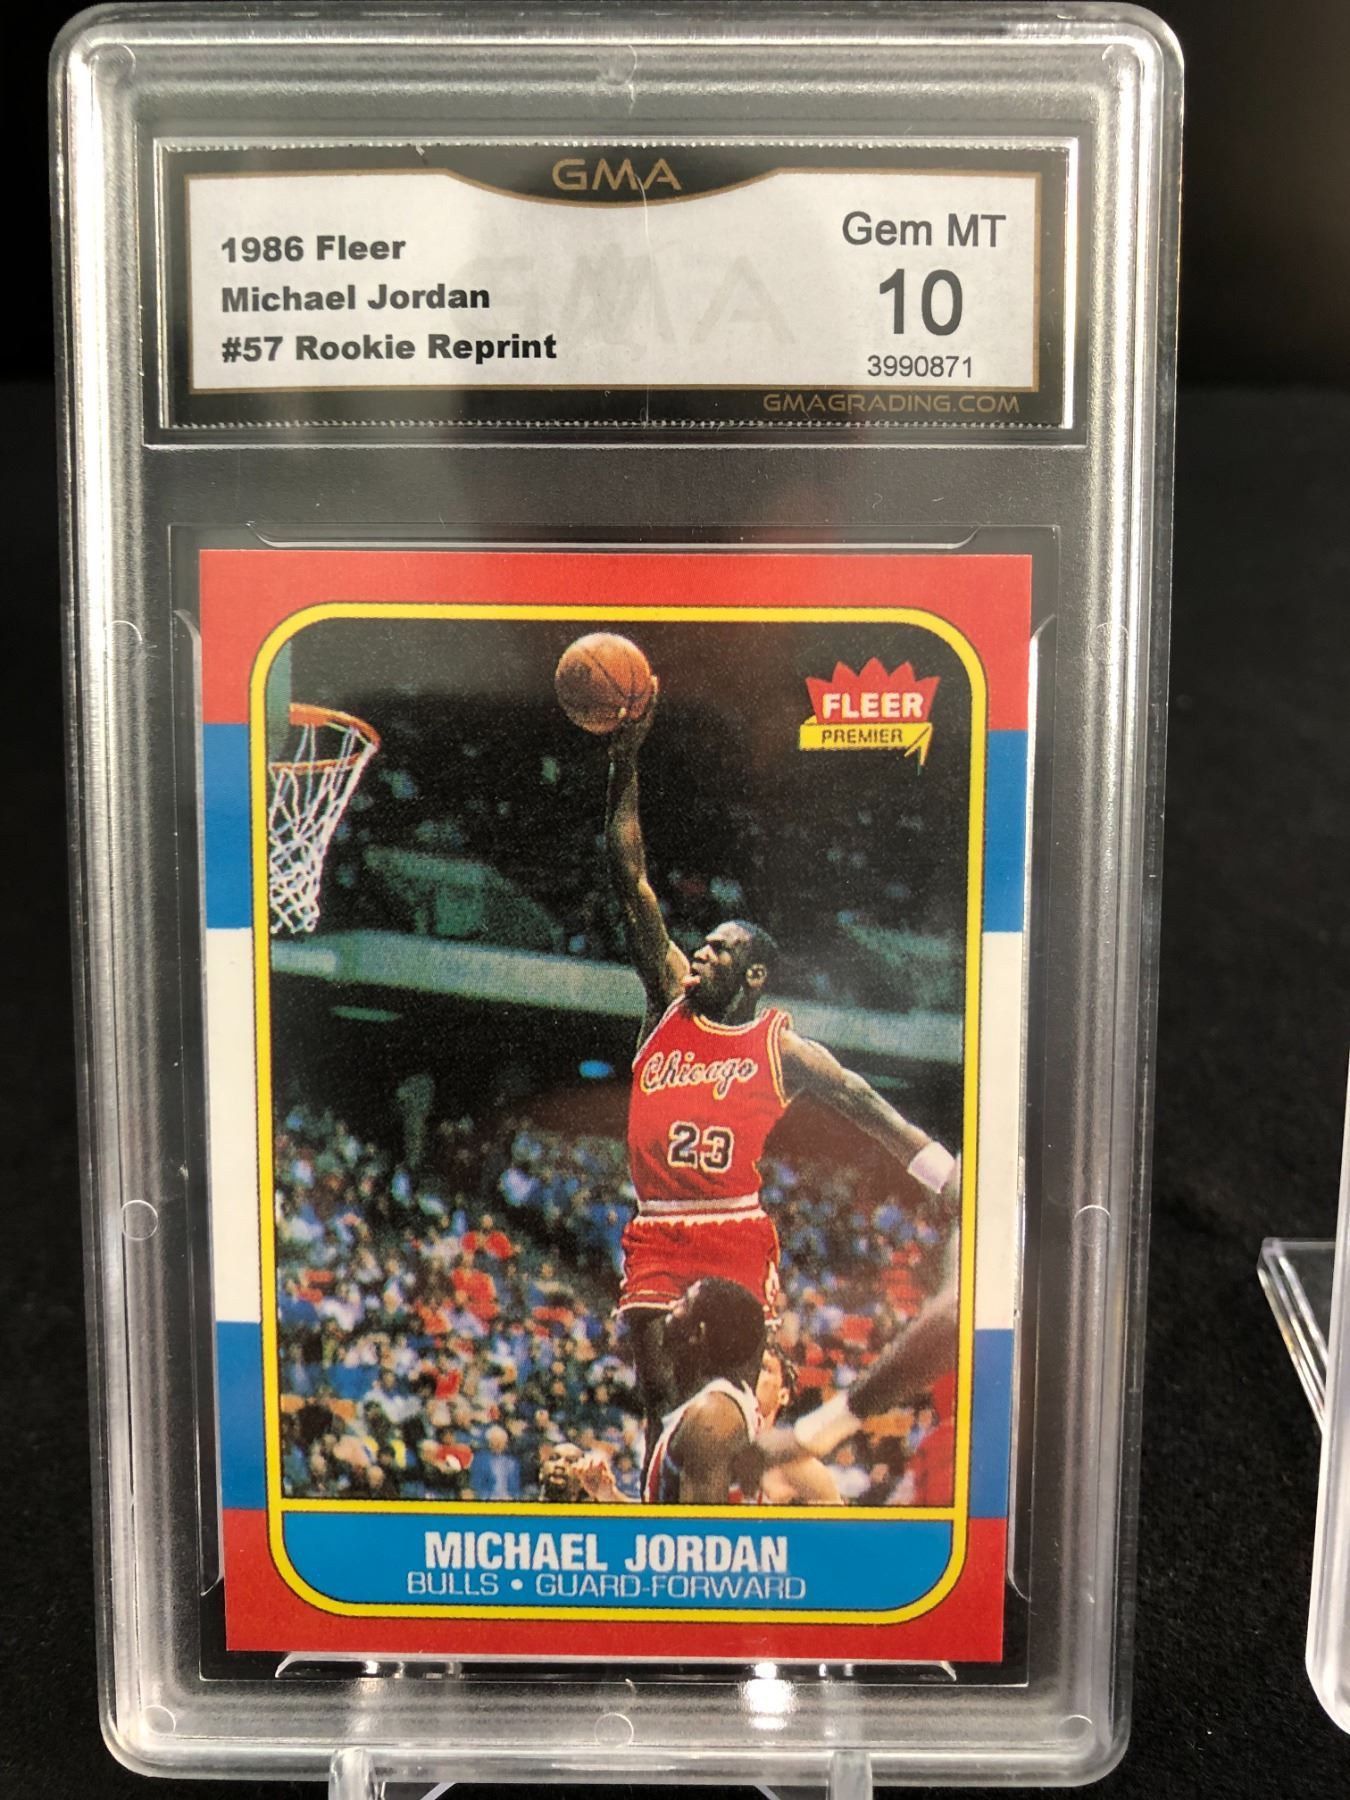 GMA
1986 Fleer
Michael Jordan
#57 Rookie Reprint
Gem MT
10
3990871
GMAGRADING.COM
FLEER
PREMIER
Chicago
23
MICHAEL JORDAN
BULLS • GUARD-FORWARD